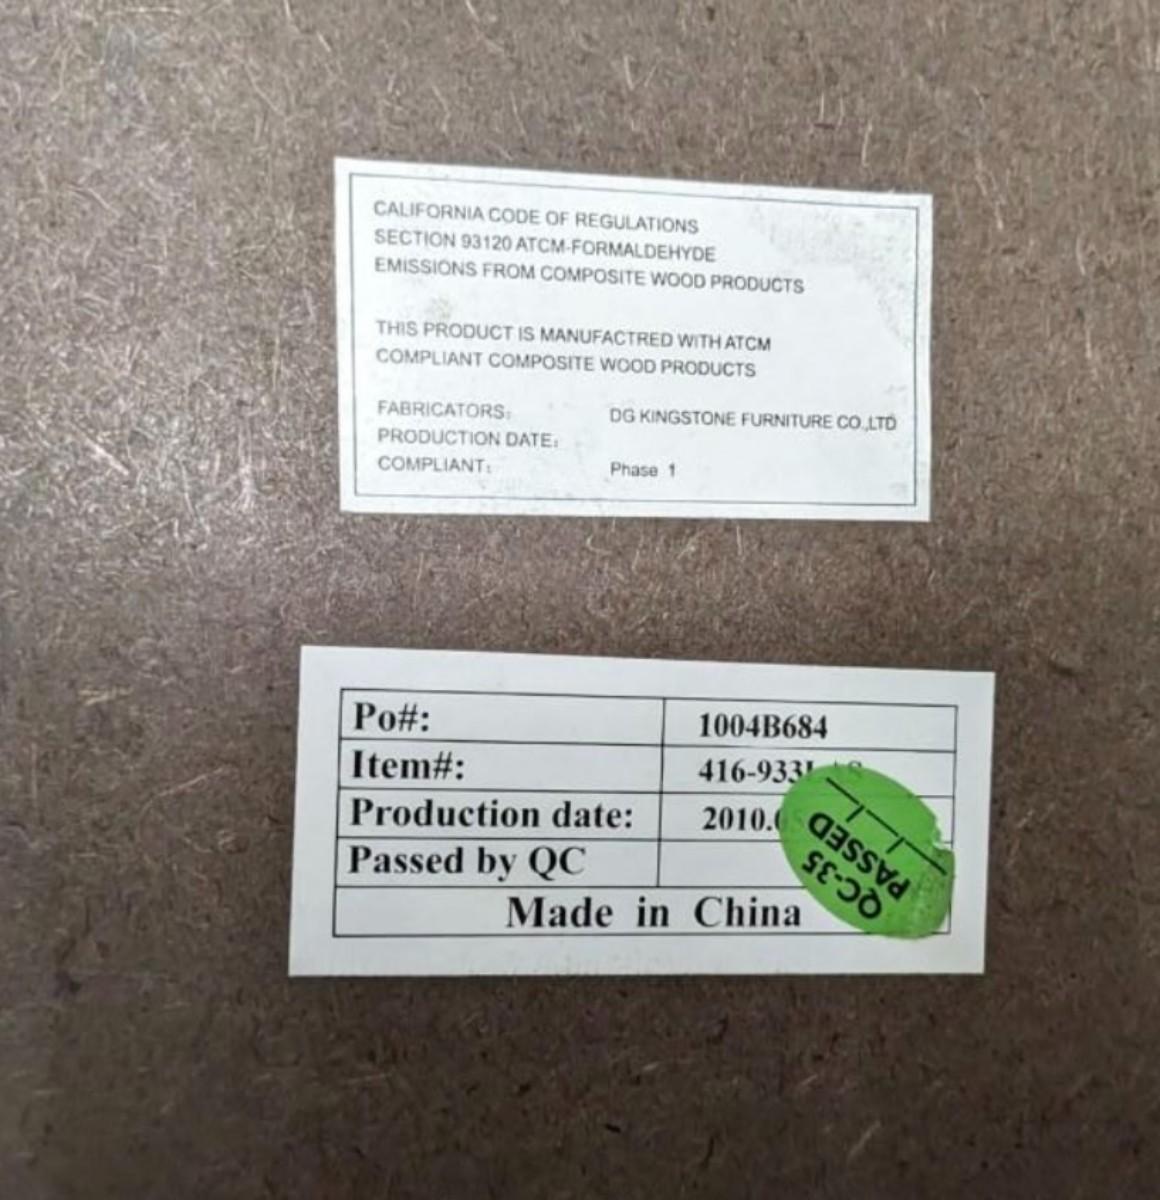 CALIFORNIA CODE OF REGULATIONS
SECTION 93120 ATCM-FORMALDEHYDE
EMISSIONS FROM COMPOSITE WOOD PRODUCTS
THIS PRODUCT IS MANUFACTRED WITH ATCM
COMPLIANT COMPOSITE WOOD PRODUCTS
FABRICATORS: DG KINGSTONE FURNITURE CO.,LTD
PRODUCTION DATE:
COMPLIANT: Phase 1
Po#: 1004B684
Item#:
Production date:
Passed by QC
Made in China
QC-35
PASSED